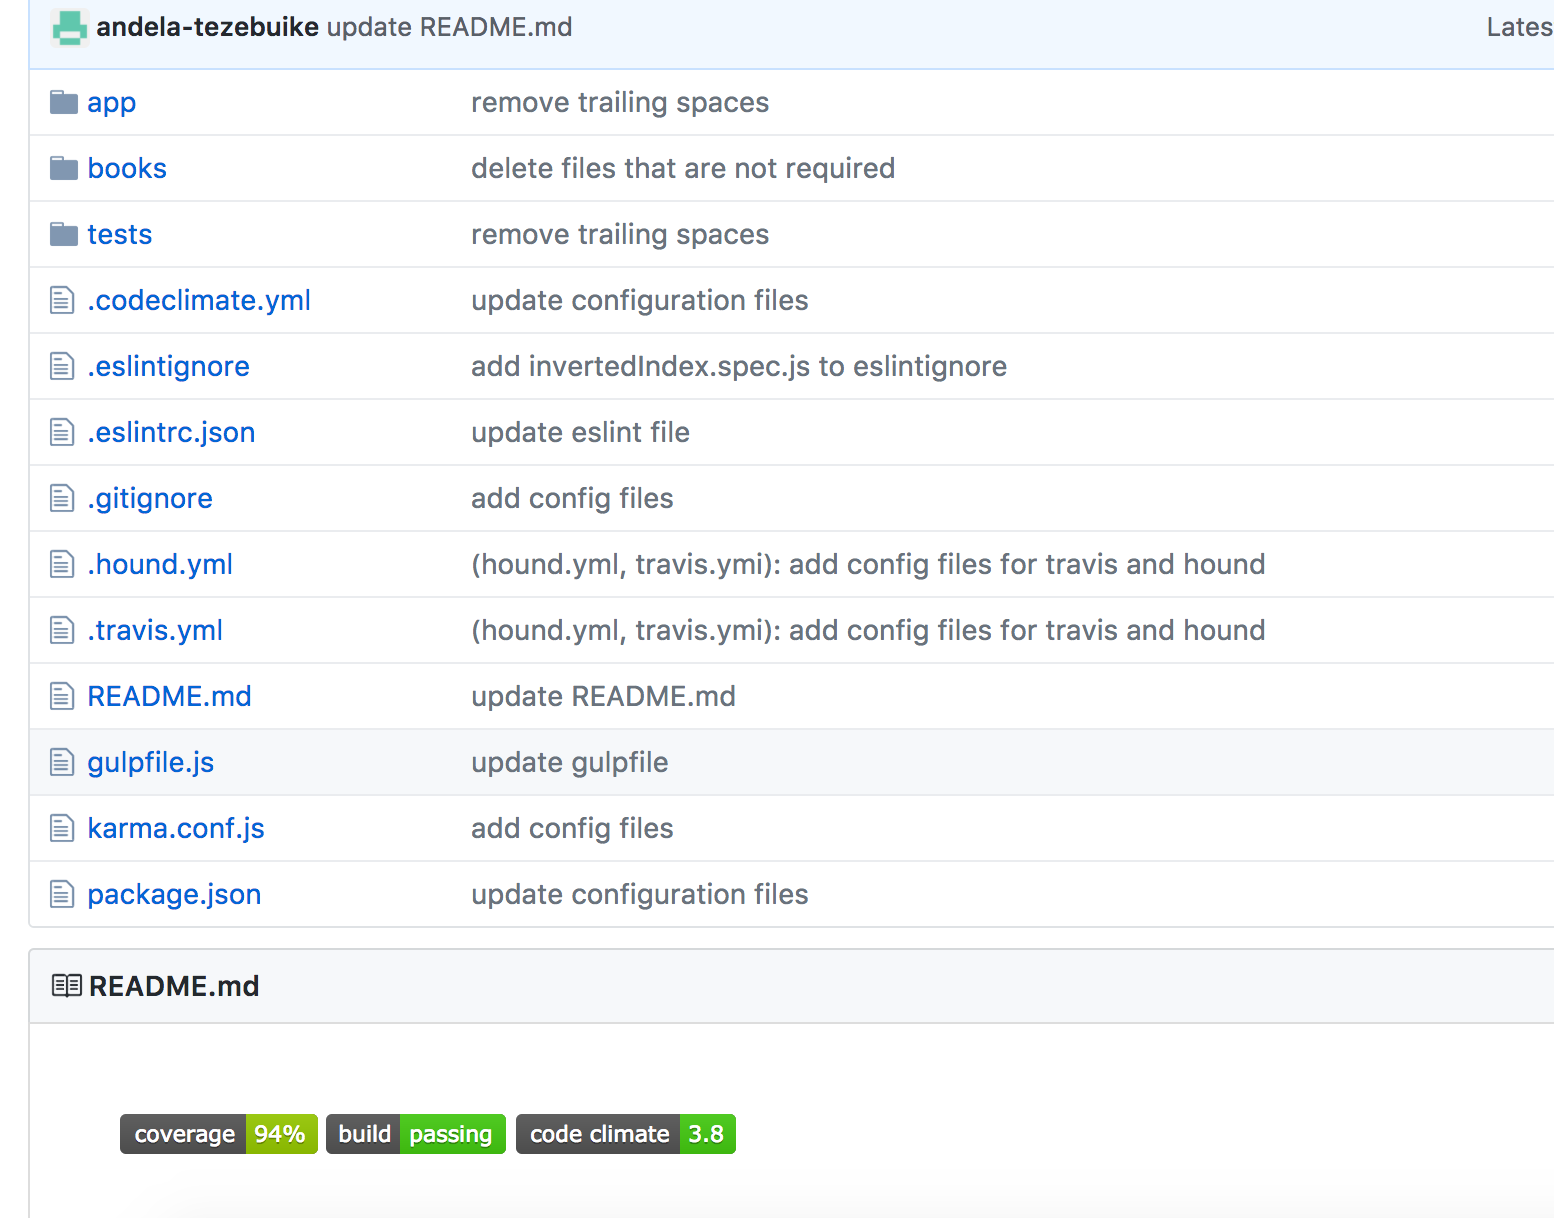 andela-tezebuike update README.md Lates
app remove trailing spaces
books delete files that are not required
tests remove trailing spaces
.codeclimate.yml update configuration files
.eslintignore add invertedIndex.spec.js to eslintignore
.eslintrc.json update eslint file
.gitignore add config files
.hound.yml (hound.yml, travis.ymi): add config files for travis and hound
.travis.yml (hound.yml, travis.ymi): add config files for travis and hound
README.md update README.md
gulpfile.js update gulpfile
karma.conf.js add config files
package.json update configuration files
README.md
coverage 94% build passing code climate 3.8